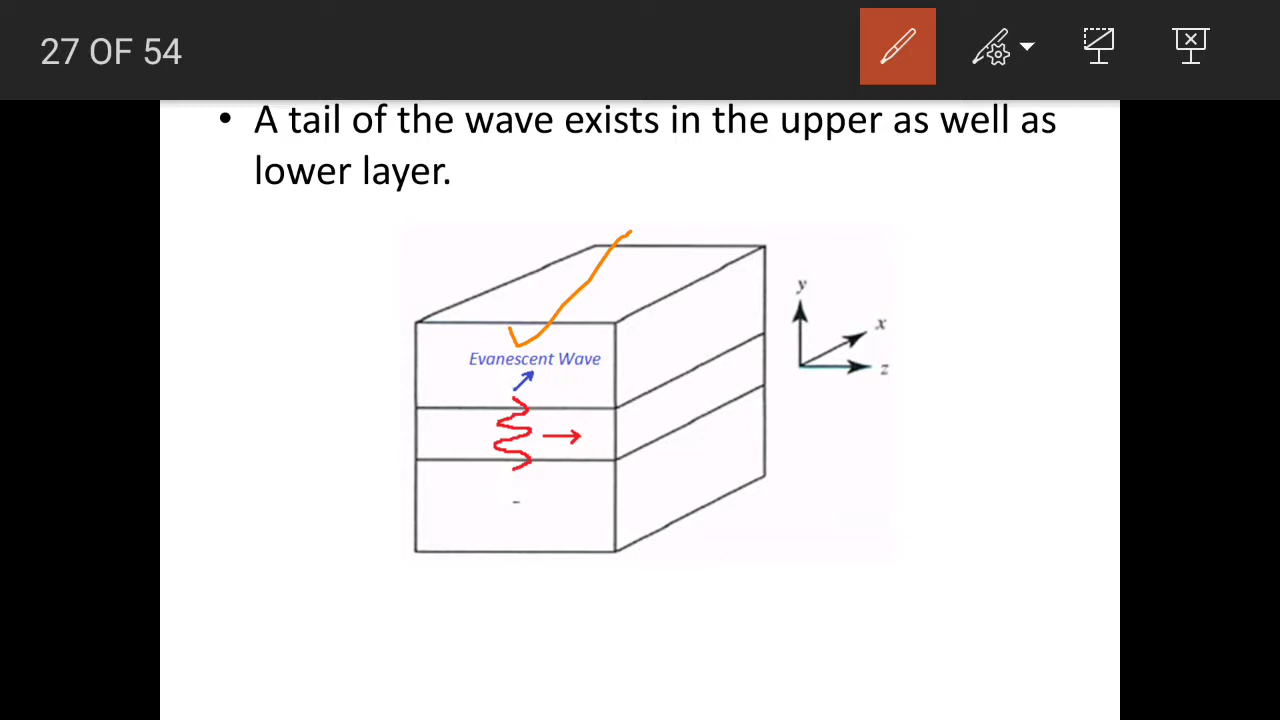 27 OF 54
• A tail of the wave exists in the upper as well as
lower layer.
Evanescent Wave
y
x
z